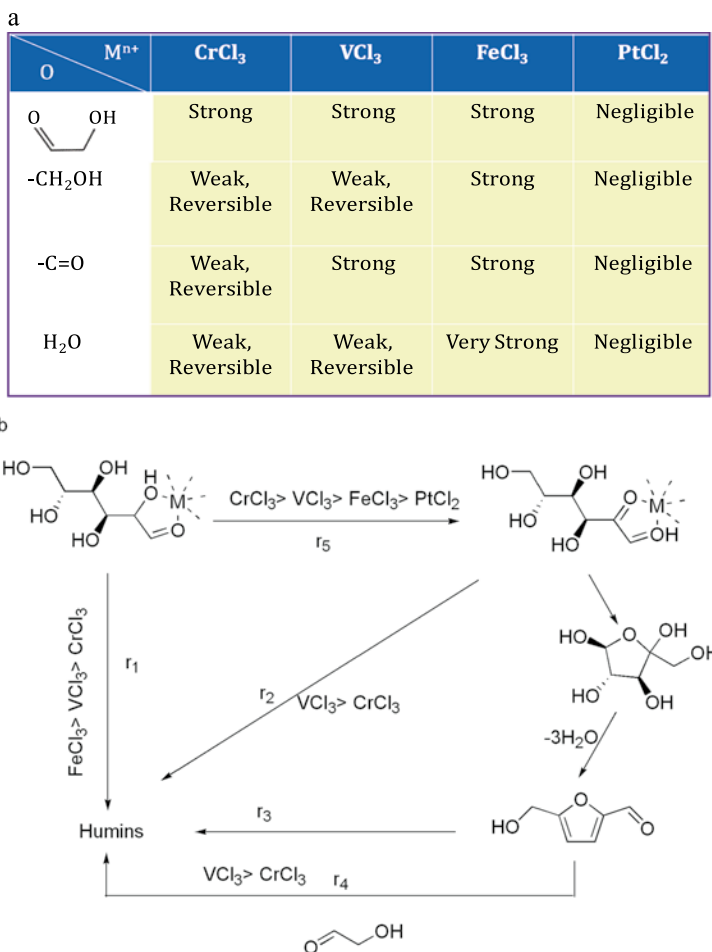 a
Mn+
O
CrCl3
VCl3
FeCl3
PtCl2
O OH
Strong
Strong
Strong
Negligible
-CH2OH
Weak,
Reversible
Weak,
Reversible
Strong
Negligible
-C=O
Weak,
Reversible
Strong
Strong
Negligible
H2O
Weak,
Reversible
Weak,
Reversible
Very Strong
Negligible
b
HO OH H O M HO HO O
CrCl3> VCl3> FeCl3> PtCl2
r5
HO OH O M HO HO OH
FeCl3> VCl3> CrCl3
r1
r2
VCl3> CrCl3
HO O OH OH HO OH
-3H2O
r3
Humins
HO O O
VCl3> CrCl3
r4
O OH